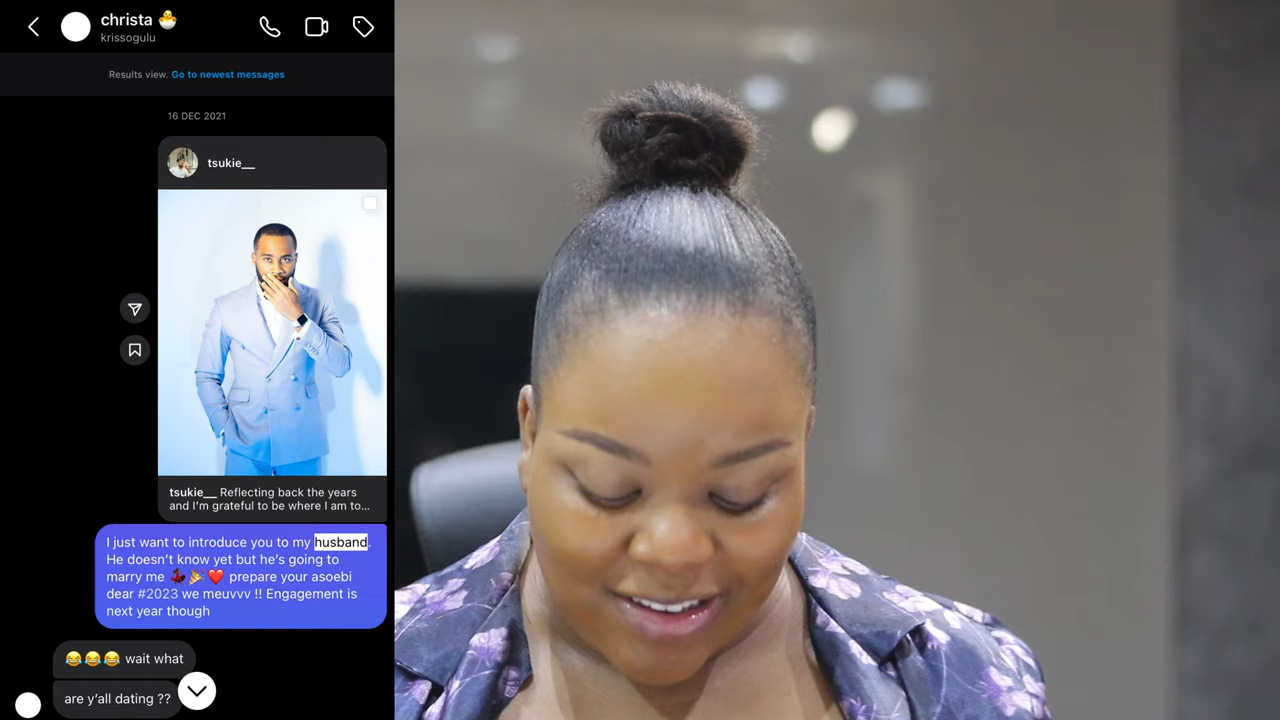 christa 🐣
krissogulu
Results view. Go to newest messages
16 DEC 2021
tsukie__
tsukie__ Reflecting back the years
and I'm grateful to be where I am to...
I just want to introduce you to my husband.
He doesn't know yet but he's going to
marry me 💃🏿🎉❤️ prepare your asoebi
dear #2023 we meuvvv !! Engagement is
next year though
😂😂😂 wait what
are y'all dating ??